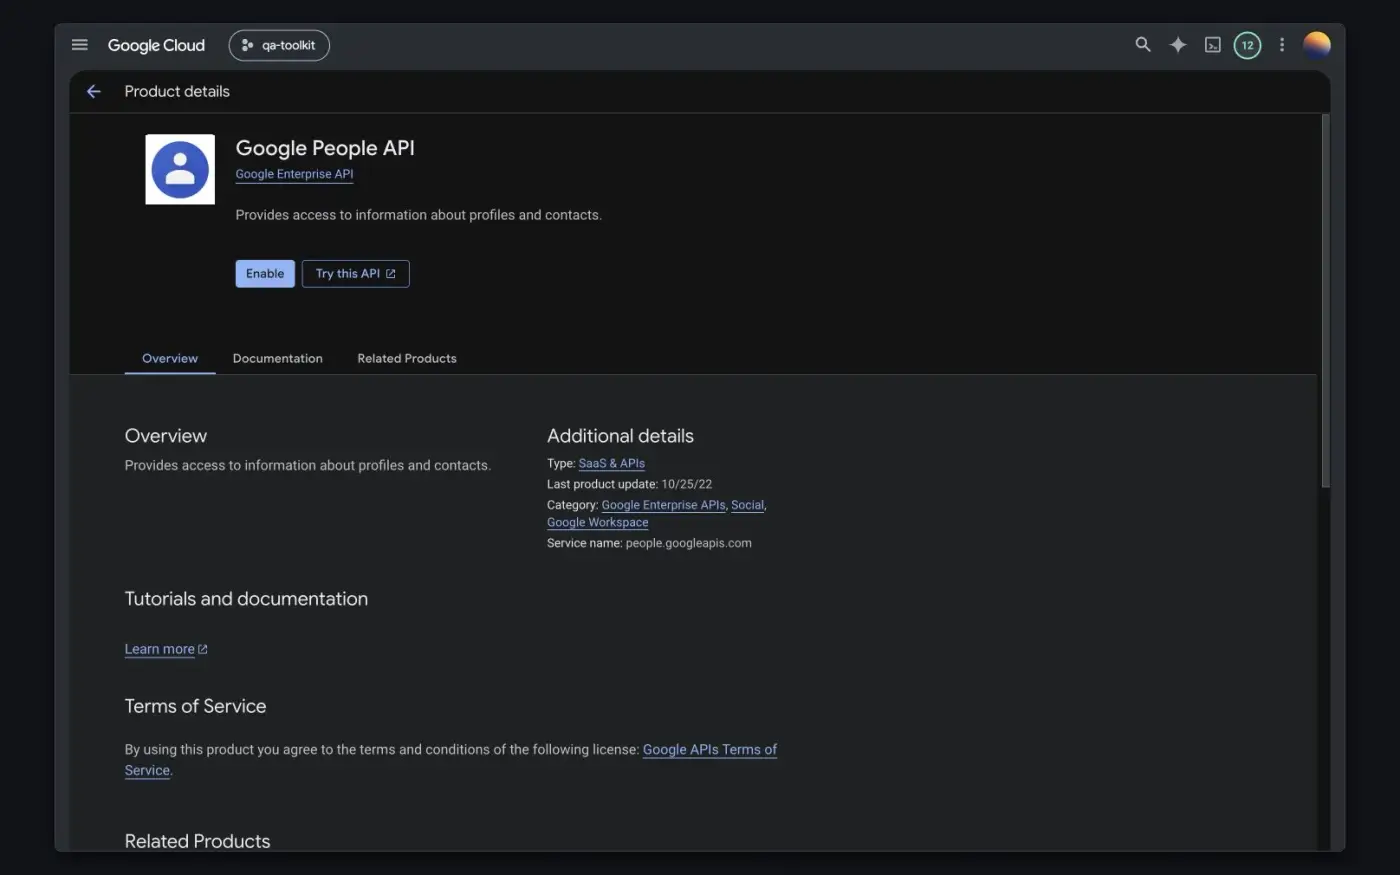 Google Cloud
qa-toolkit
12
Product details
Google People API
Google Enterprise API
Provides access to information about profiles and contacts.
Enable
Try this API
Overview
Documentation
Related Products
Overview
Provides access to information about profiles and contacts.
Additional details
Type: SaaS & APIs
Last product update: 10/25/22
Category: Google Enterprise APIs, Social,
Google Workspace
Service name: people.googleapis.com
Tutorials and documentation
Learn more
Terms of Service
By using this product you agree to the terms and conditions of the following license: Google APIs Terms of
Service.
Related Products